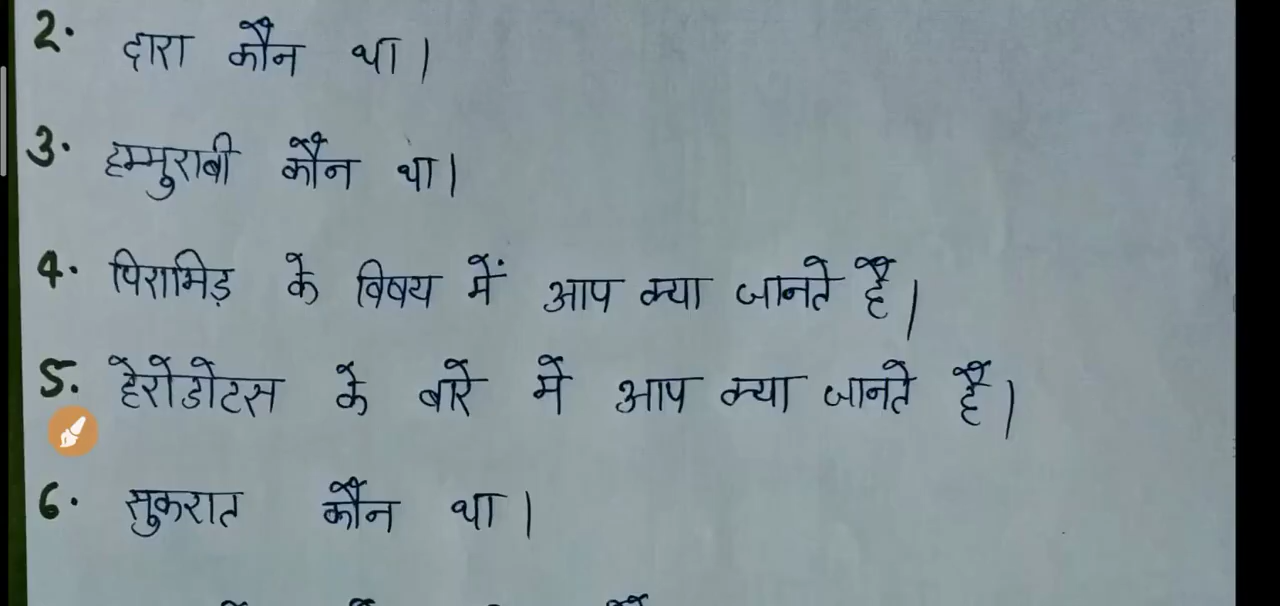 2. दारा कौन था।
3. हम्मुराबी कौन था।
4. पिरामिड़ के विषय में आप क्या जानते हैं।
5. हैरोडोटस के बारे में आप क्या जानते हैं।
6. सुकरात कौन था।